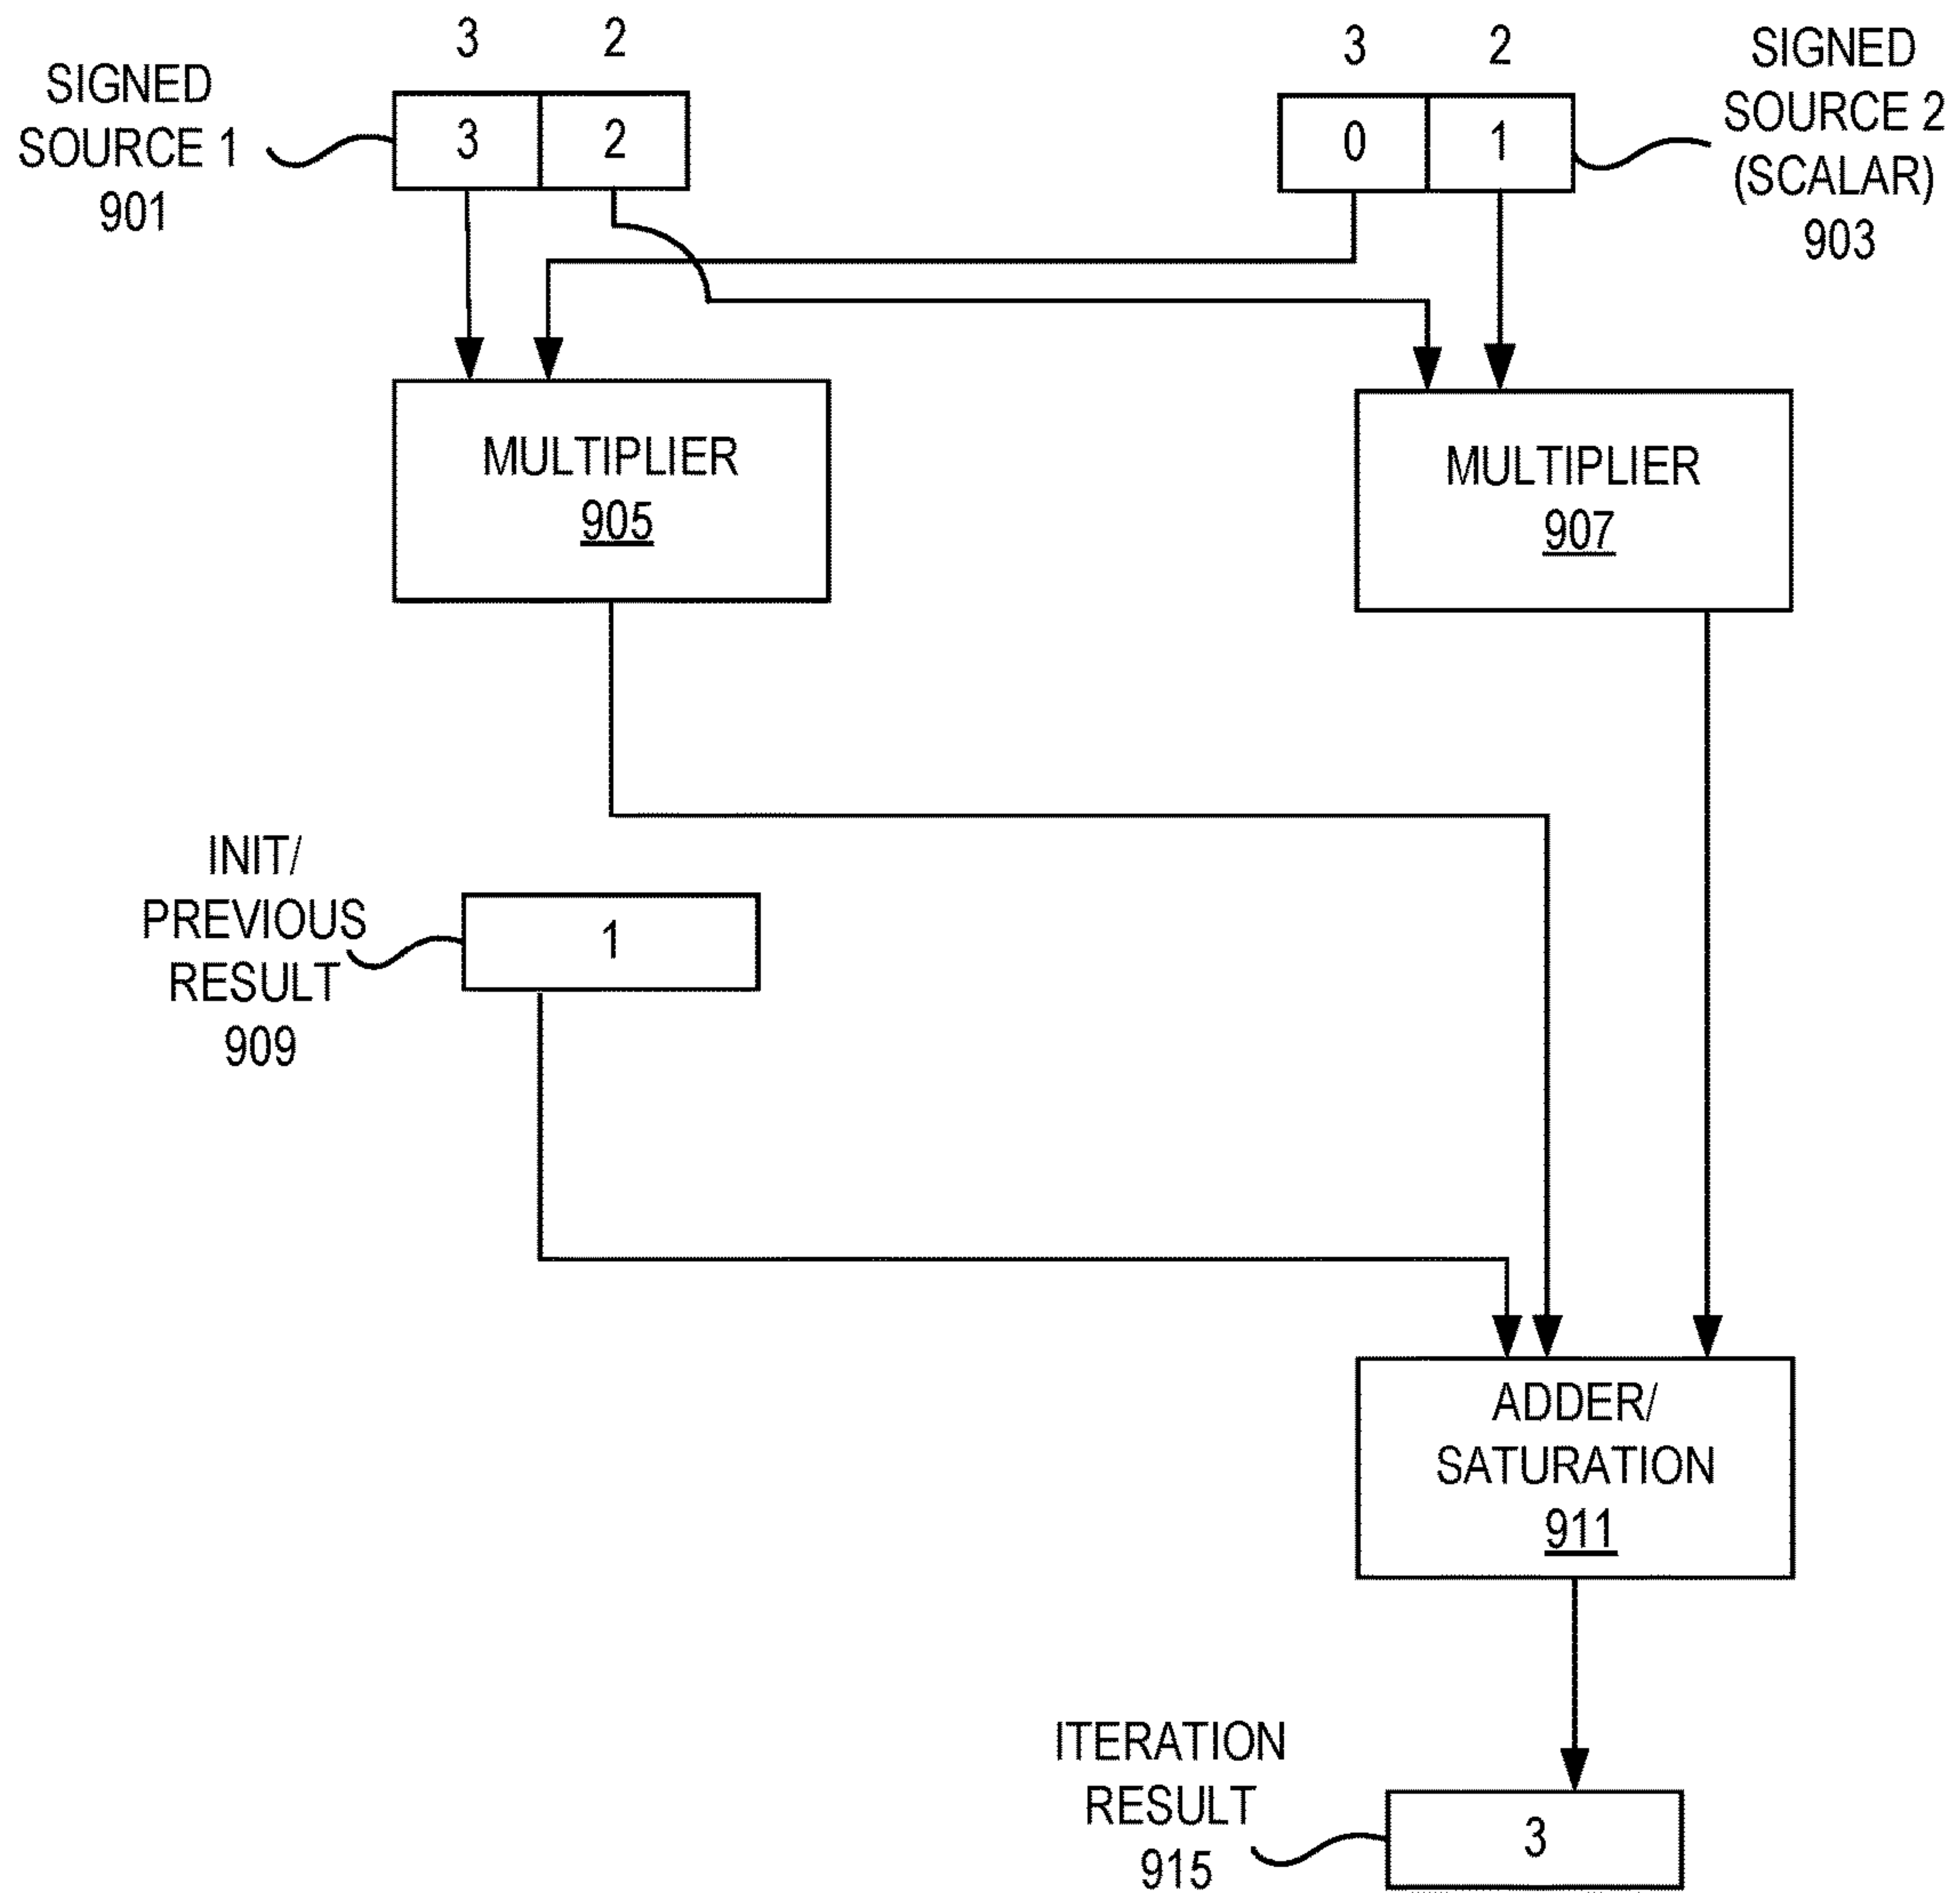 3 2
3 2
SIGNED
SOURCE 1
901
3 2
0 1
SIGNED
SOURCE 2
(SCALAR)
903
MULTIPLIER
905
MULTIPLIER
907
INIT/
PREVIOUS
RESULT
909
1
ADDER/
SATURATION
911
ITERATION
RESULT
915
3